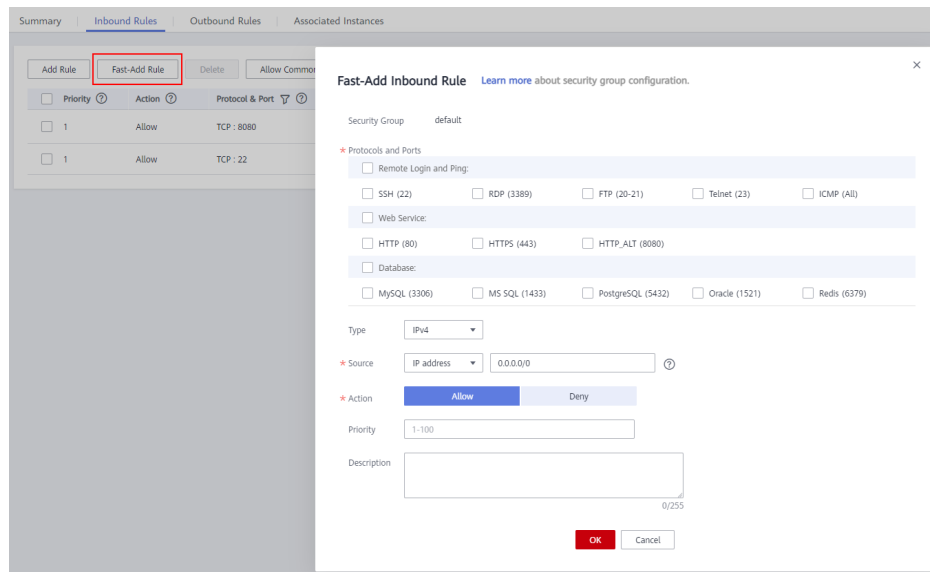 Summary Inbound Rules Outbound Rules Associated Instances
Add Rule Fast-Add Rule Delete Allow Common
Priority Action Protocol & Port
1 Allow TCP : 8080
1 Allow TCP : 22
Fast-Add Inbound Rule Learn more about security group configuration.
Security Group default
* Protocols and Ports
Remote Login and Ping:
SSH (22) RDP (3389) FTP (20-21) Telnet (23) ICMP (All)
Web Service:
HTTP (80) HTTPS (443) HTTP_ALT (8080)
Database:
MySQL (3306) MS SQL (1433) PostgreSQL (5432) Oracle (1521) Redis (6379)
Type IPv4
* Source IP address 0.0.0.0/0
* Action Allow Deny
Priority 1-100
Description
0/255
OK Cancel